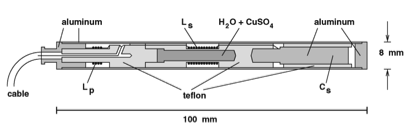 aluminum
Ls
H2O + CuSO4
aluminum
8 mm
Lp
Cs
cable
teflon
100 mm